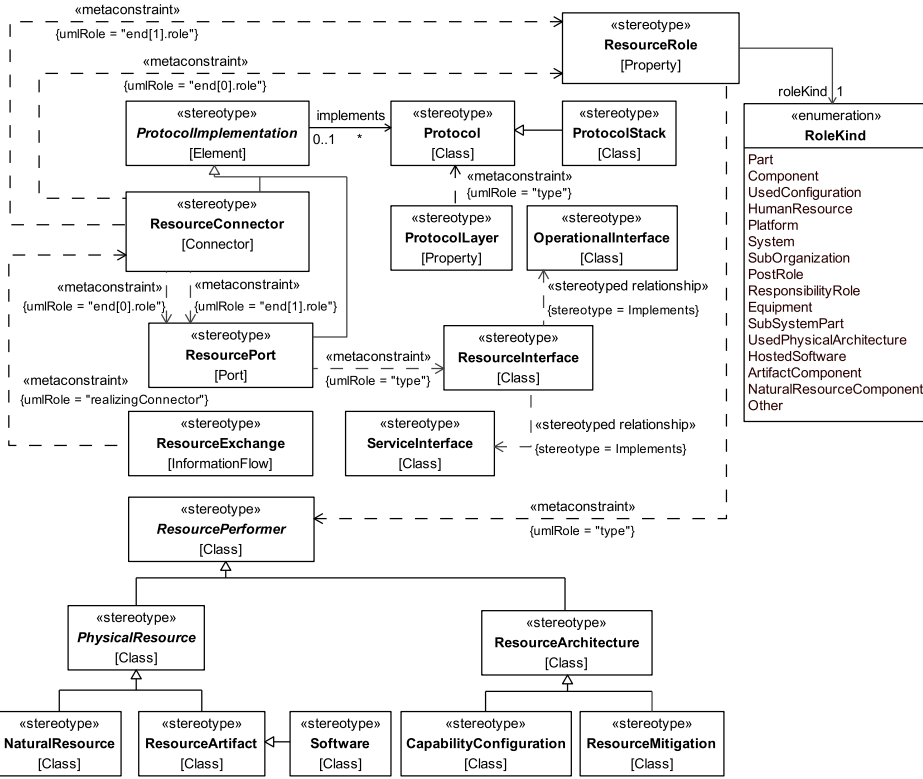 «metaconstraint»
{umlRole = "end[1].role"}
«metaconstraint»
{umlRole = "end[0].role"}
«stereotype»
ResourceRole
[Property]
roleKind 1
«enumeration»
RoleKind
Part
Component
UsedConfiguration
HumanResource
Platform
System
SubOrganization
PostRole
ResponsibilityRole
Equipment
SubSystemPart
UsedPhysicalArchitecture
HostedSoftware
ArtifactComponent
NaturalResourceComponent
Other
«stereotype»
ProtocolImplementation
[Element]
implements
0..1 *
«stereotype»
Protocol
[Class]
«stereotype»
ProtocolStack
[Class]
«metaconstraint»
{umlRole = "type"}
«stereotype»
ResourceConnector
[Connector]
«stereotype»
ProtocolLayer
[Property]
«stereotype»
OperationalInterface
[Class]
«metaconstraint»
{umlRole = "end[0].role"}
«metaconstraint»
{umlRole = "end[1].role"}
«stereotyped relationship»
{stereotype = Implements}
«stereotype»
ResourcePort
[Port]
«metaconstraint»
{umlRole = "type"}
«stereotype»
ResourceInterface
[Class]
«metaconstraint»
{umlRole = "realizingConnector"}
«stereotype»
ResourceExchange
[InformationFlow]
«stereotype»
ServiceInterface
[Class]
«stereotyped relationship»
{stereotype = Implements}
«stereotype»
ResourcePerformer
[Class]
«metaconstraint»
{umlRole = "type"}
«stereotype»
PhysicalResource
[Class]
«stereotype»
ResourceArchitecture
[Class]
«stereotype»
NaturalResource
[Class]
«stereotype»
ResourceArtifact
[Class]
«stereotype»
Software
[Class]
«stereotype»
CapabilityConfiguration
[Class]
«stereotype»
ResourceMitigation
[Class]